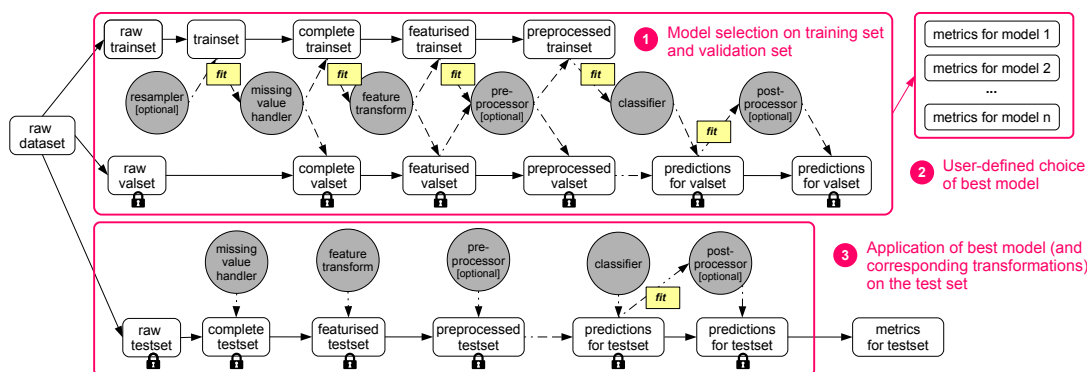 raw
dataset
raw
trainset
trainset
complete
trainset
featurised
trainset
preprocessed
trainset
1 Model selection on training set
and validation set
resampler
[optional]
fit
missing
value
handler
fit
feature
transform
fit
pre-
processor
[optional]
fit
classifier
fit
post-
processor
[optional]
raw
valset
complete
valset
featurised
valset
preprocessed
valset
predictions
for valset
predictions
for valset
metrics for model 1
metrics for model 2
...
metrics for model n
2 User-defined choice
of best model
missing
value
handler
feature
transform
pre-
processor
[optional]
classifier
fit
post-
processor
[optional]
3 Application of best model (and
corresponding transformations)
on the test set
raw
testset
complete
testset
featurised
testset
preprocessed
testset
predictions
for testset
predictions
for testset
metrics
for testset